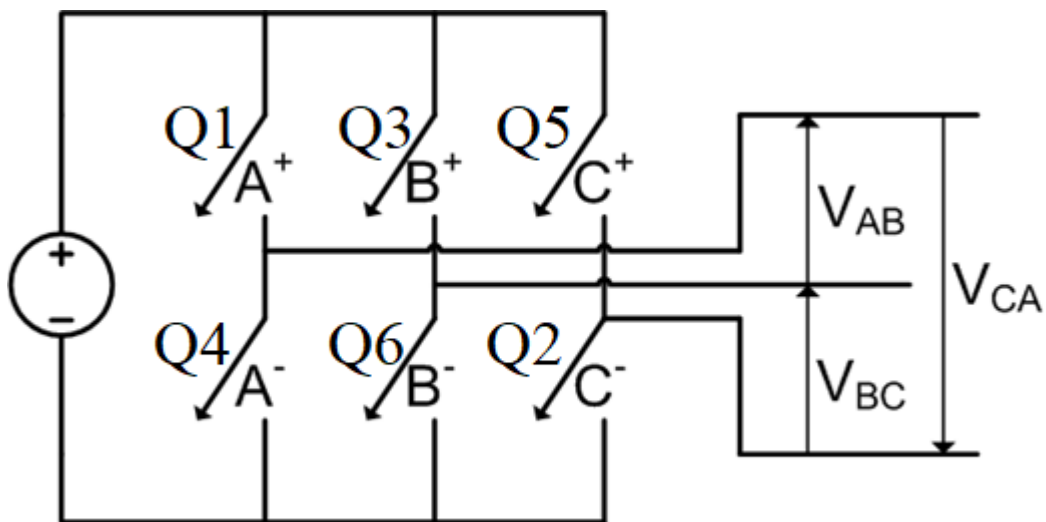 Q1 Q3 Q5
A+ B+ C+
VAB
+
VCA
−
Q4 Q6 Q2
A- B- C-
VBC